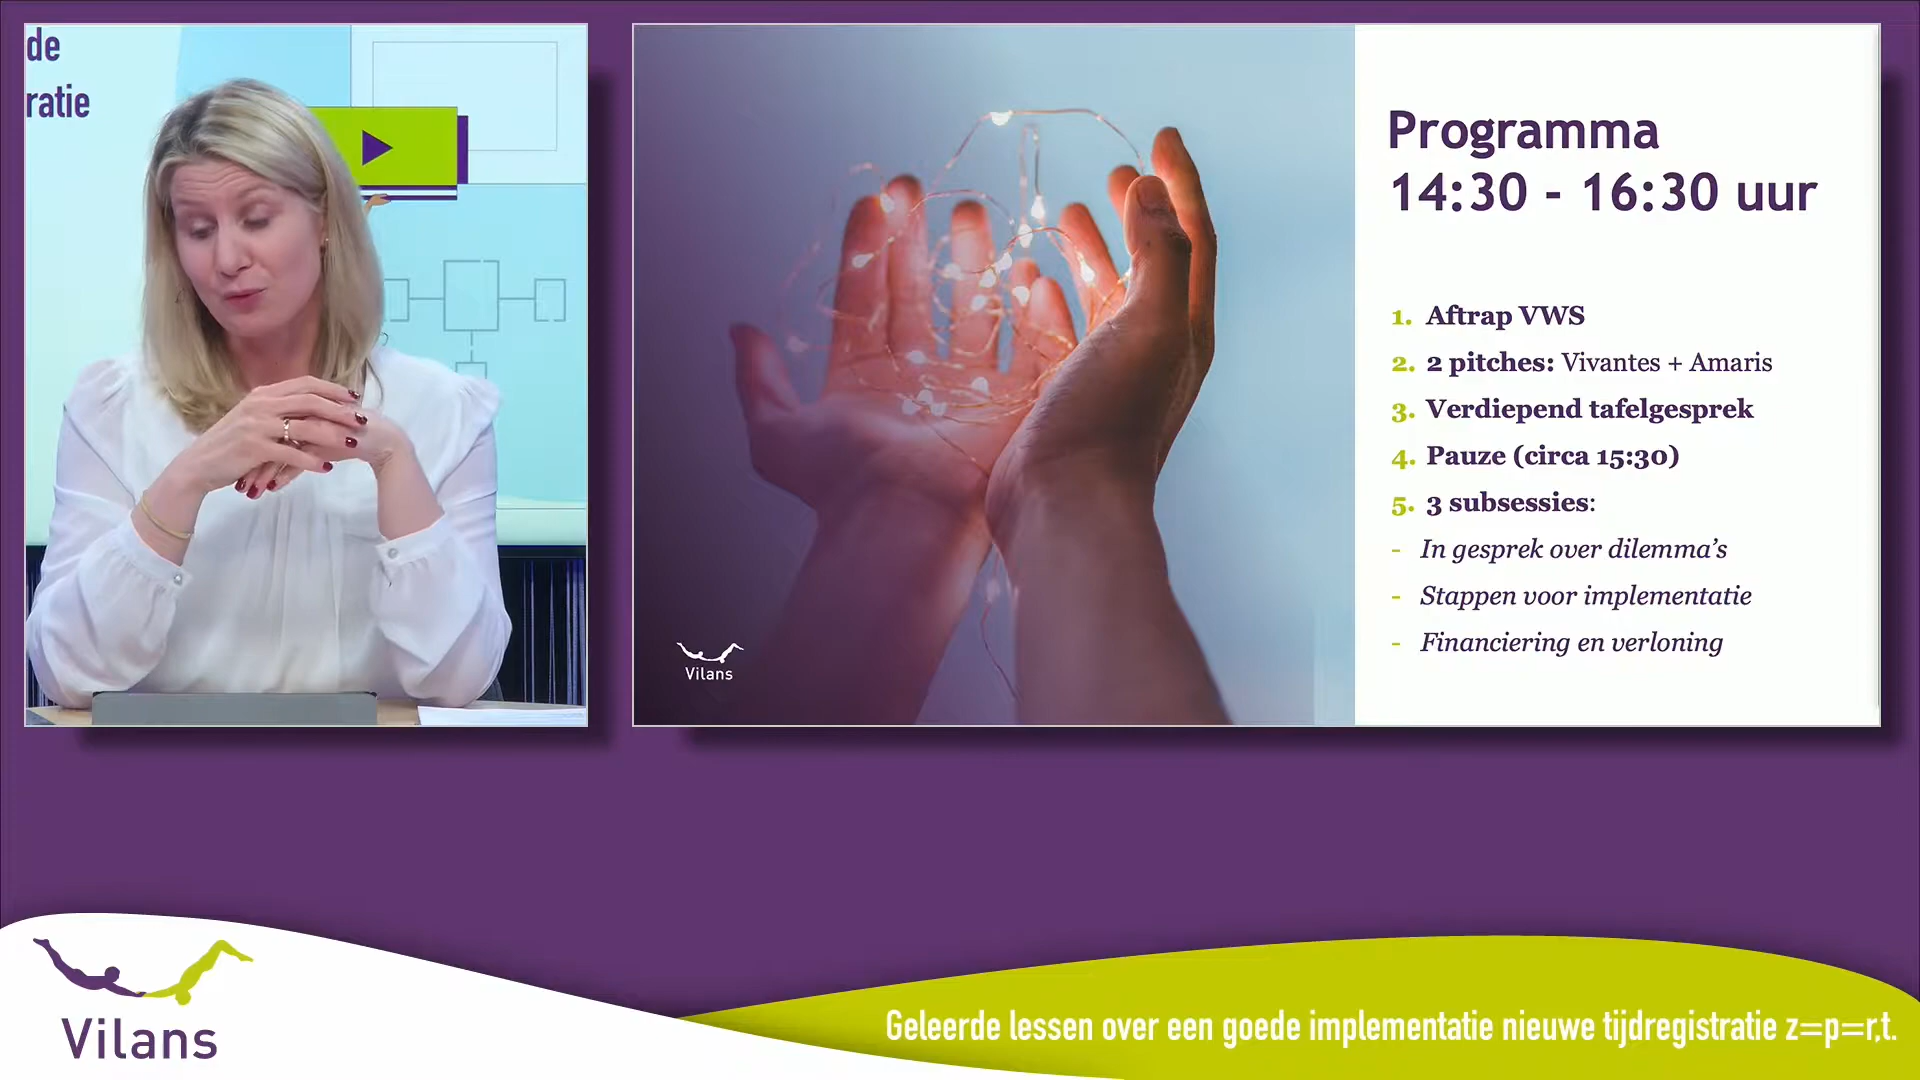 de
ratie
Programma
14:30 - 16:30 uur
1. Aftrap VWS
2. 2 pitches: Vivantes + Amaris
3. Verdiepend tafelgesprek
4. Pauze (circa 15:30)
5. 3 subsessies:
- In gesprek over dilemma's
- Stappen voor implementatie
- Financiering en verloning
Vilans
Vilans
Geleerde lessen over een goede implementatie nieuwe tijdregistratie z=p=r,t.